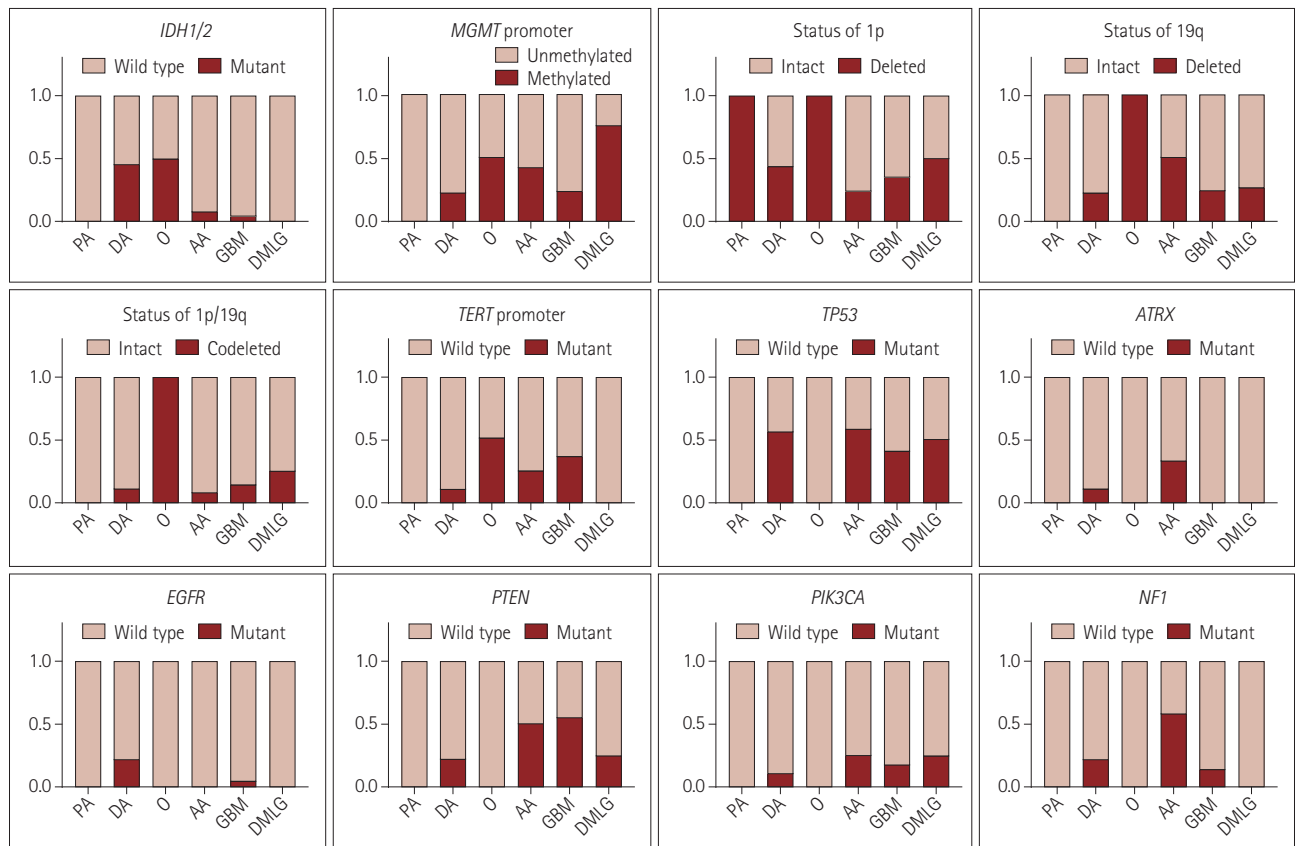 IDH1/2
Wild type Mutant
1.0
0.5
0.0
PA DA O AA GBM DMLG
MGMT promoter
Unmethylated
Methylated
1.0
0.5
0.0
PA DA O AA GBM DMLG
Status of 1p
Intact Deleted
1.0
0.5
0.0
PA DA O AA GBM DMLG
Status of 19q
Intact Deleted
1.0
0.5
0.0
PA DA O AA GBM DMLG
Status of 1p/19q
Intact Codeleted
1.0
0.5
0.0
PA DA O AA GBM DMLG
TERT promoter
Wild type Mutant
1.0
0.5
0.0
PA DA O AA GBM DMLG
TP53
Wild type Mutant
1.0
0.5
0.0
PA DA O AA GBM DMLG
ATRX
Wild type Mutant
1.0
0.5
0.0
PA DA O AA GBM DMLG
EGFR
Wild type Mutant
1.0
0.5
0.0
PA DA O AA GBM DMLG
PTEN
Wild type Mutant
1.0
0.5
0.0
PA DA O AA GBM DMLG
PIK3CA
Wild type Mutant
1.0
0.5
0.0
PA DA O AA GBM DMLG
NF1
Wild type Mutant
1.0
0.5
0.0
PA DA O AA GBM DMLG